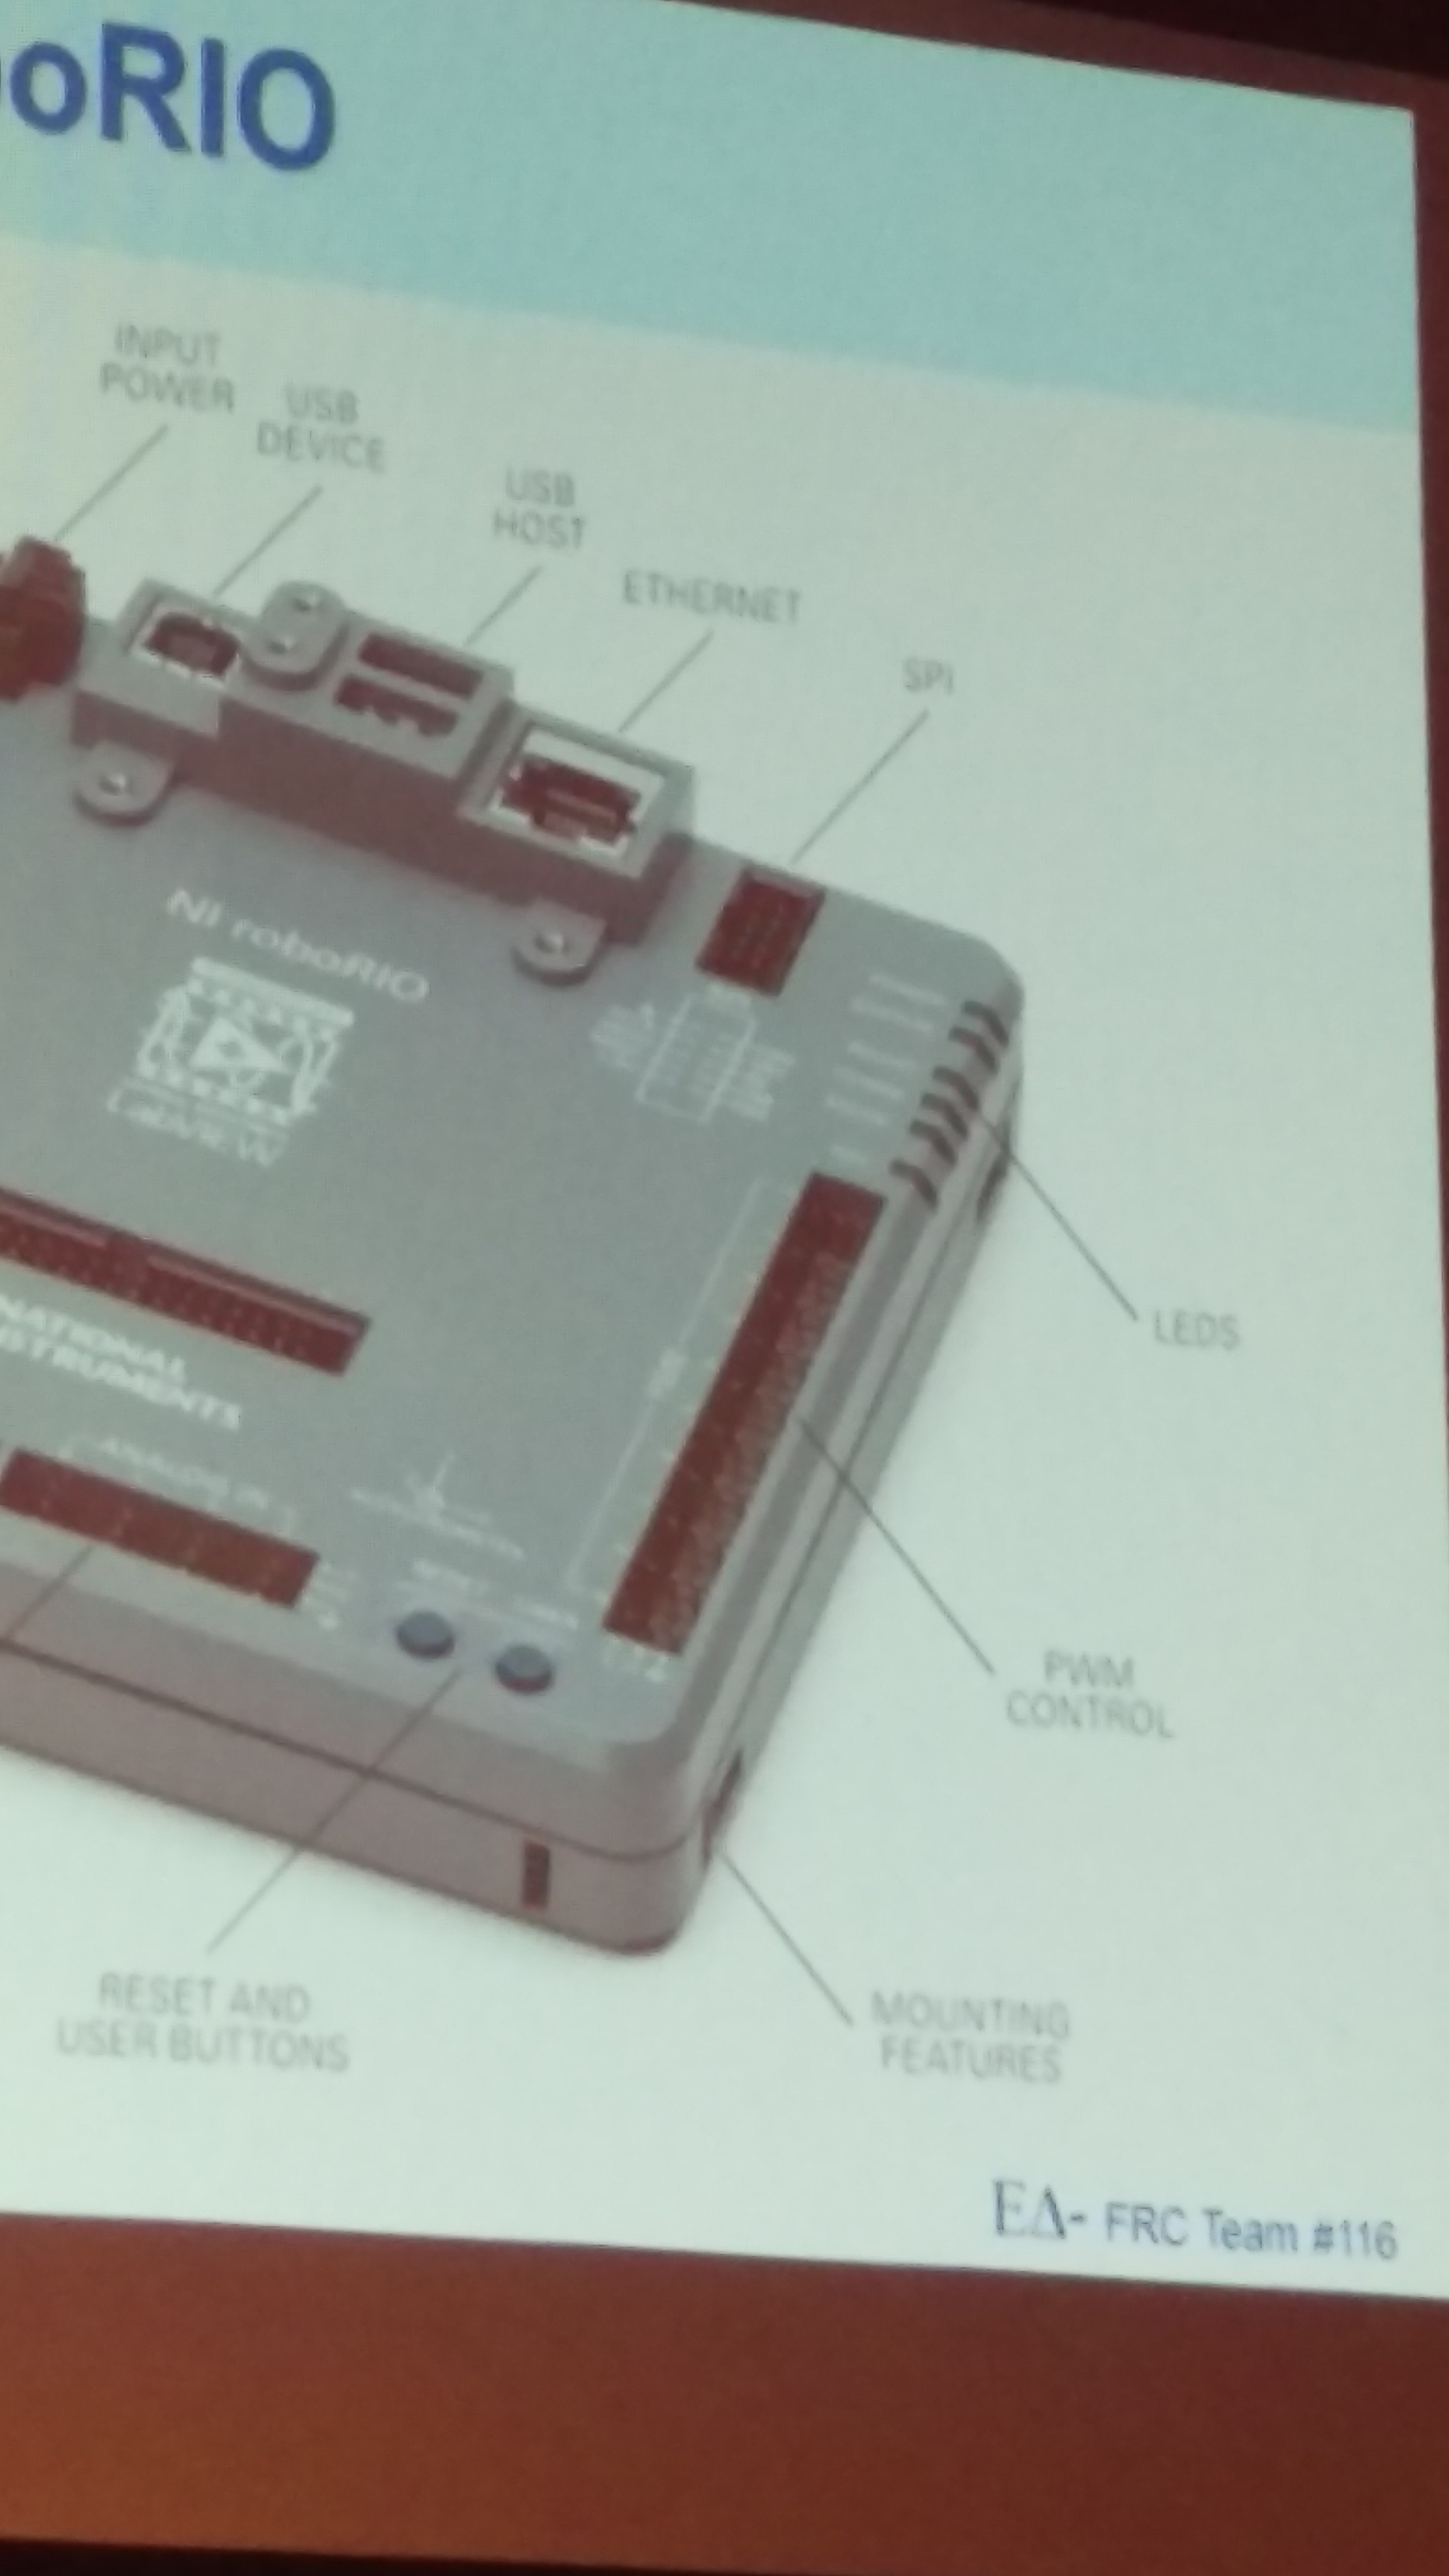 oRIO
INPUT
POWER
USB
DEVICE
USB
HOST
ETHERNET
SPI
NI roboRIO
LabVIEW
LEDS
NATIONAL
INSTRUMENTS
ANALOG IN
PWM
CONTROL
RESET AND
USER BUTTONS
MOUNTING
FEATURES
ΕΔ- FRC Team #116